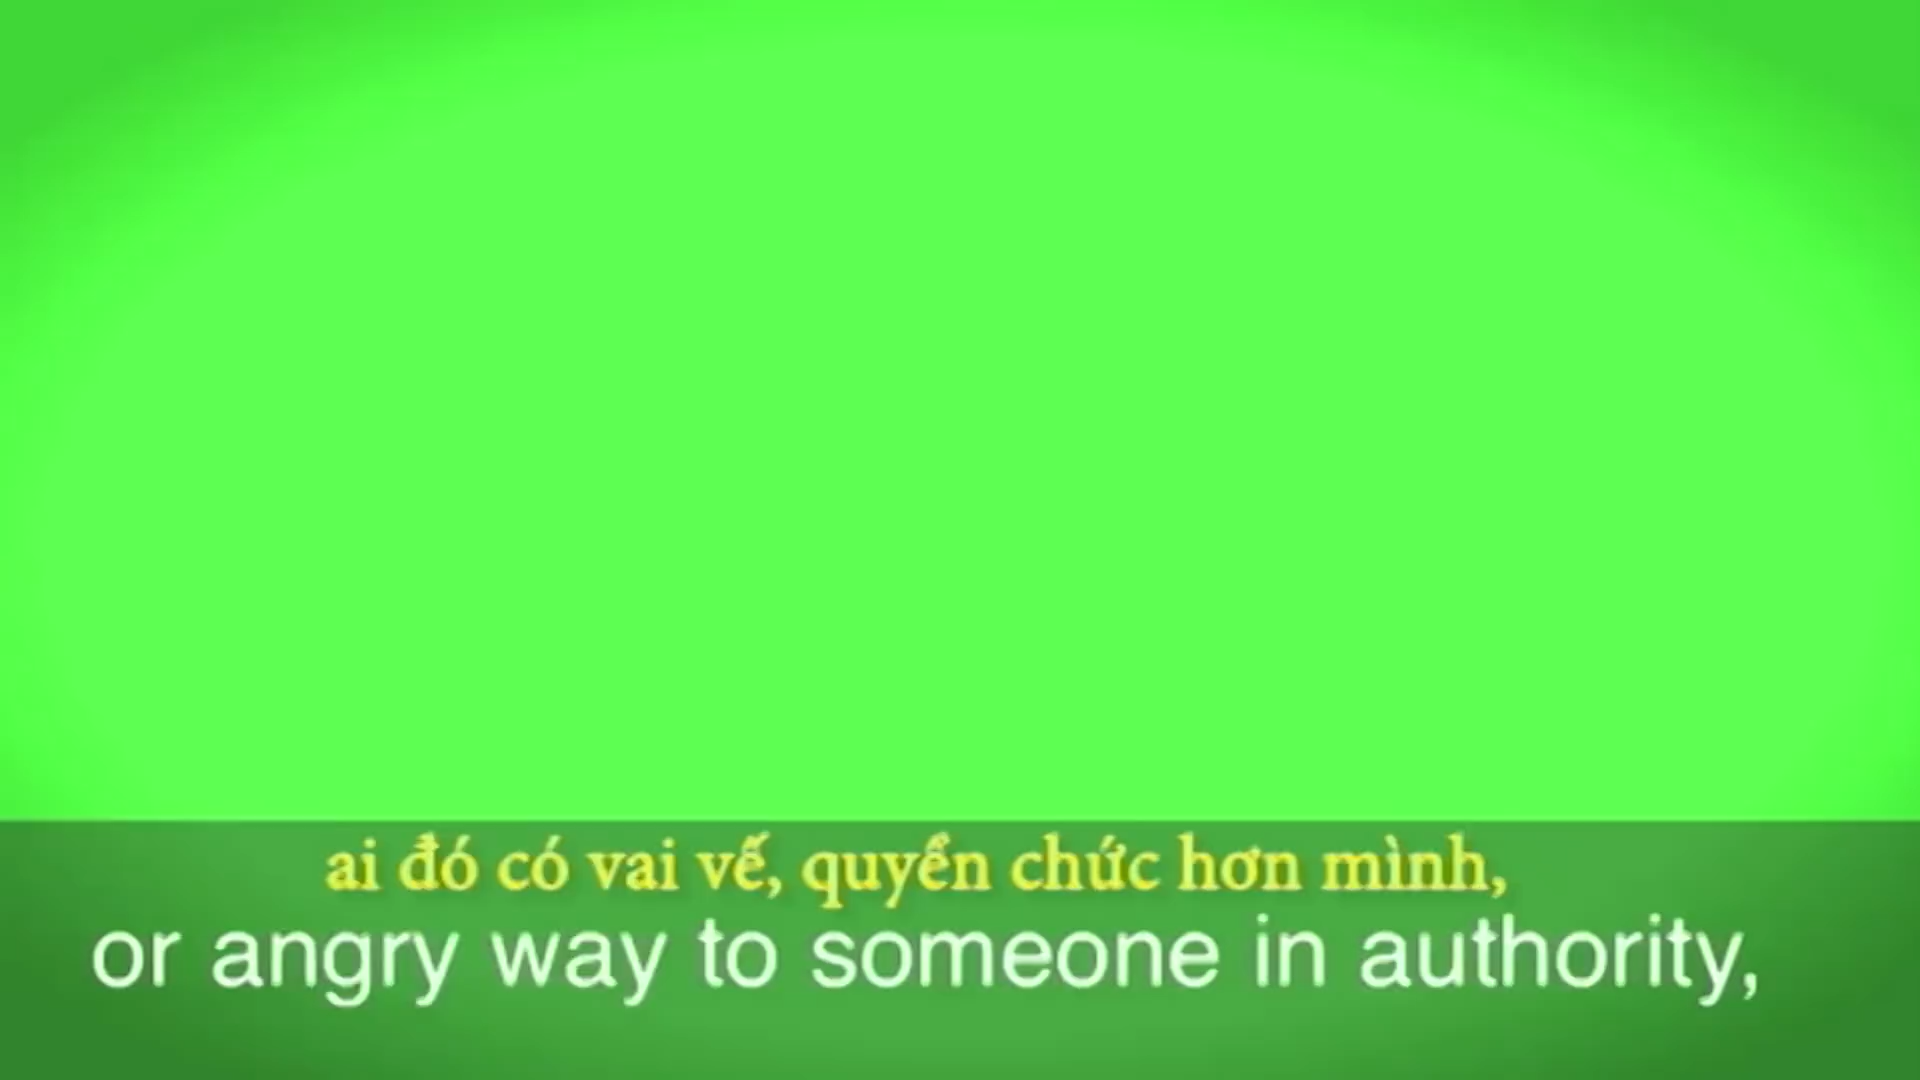 ai đó có vai vế, quyền chức hơn mình,
or angry way to someone in authority,